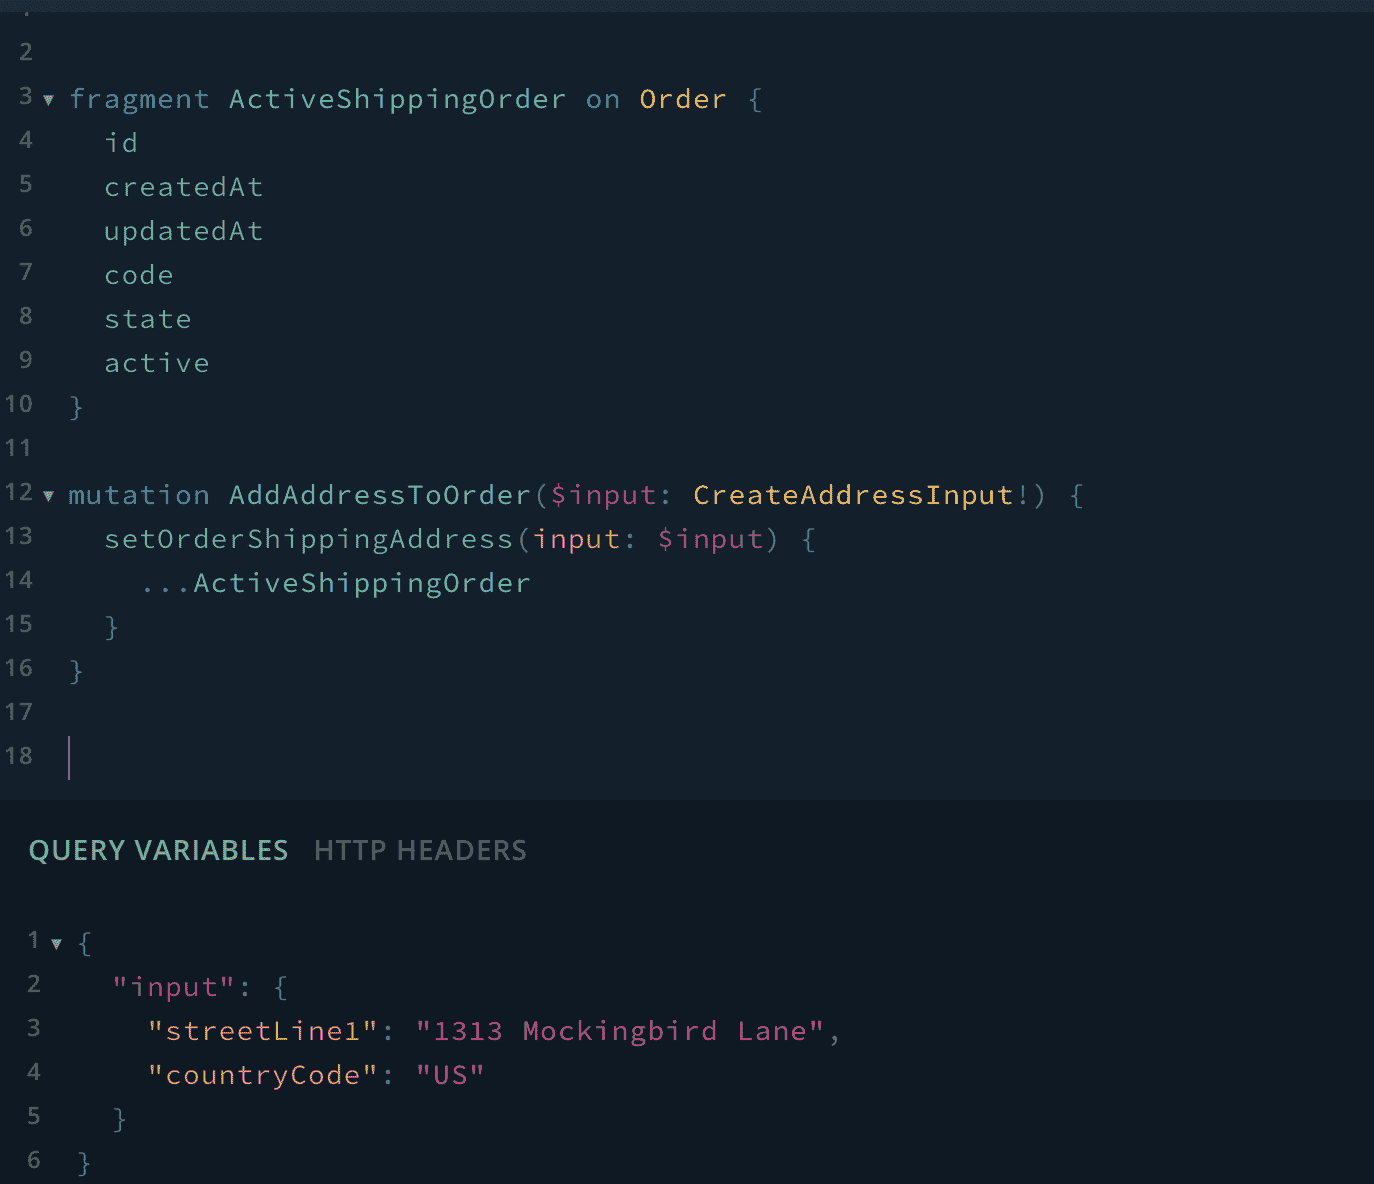 2
3 ▾ fragment ActiveShippingOrder on Order {
4 id
5 createdAt
6 updatedAt
7 code
8 state
9 active
10 }
11
12 ▾ mutation AddAddressToOrder($input: CreateAddressInput!) {
13 setOrderShippingAddress(input: $input) {
14 ...ActiveShippingOrder
15 }
16 }
17
18
QUERY VARIABLES HTTP HEADERS
1 ▾ {
2 "input": {
3 "streetLine1": "1313 Mockingbird Lane",
4 "countryCode": "US"
5 }
6 }